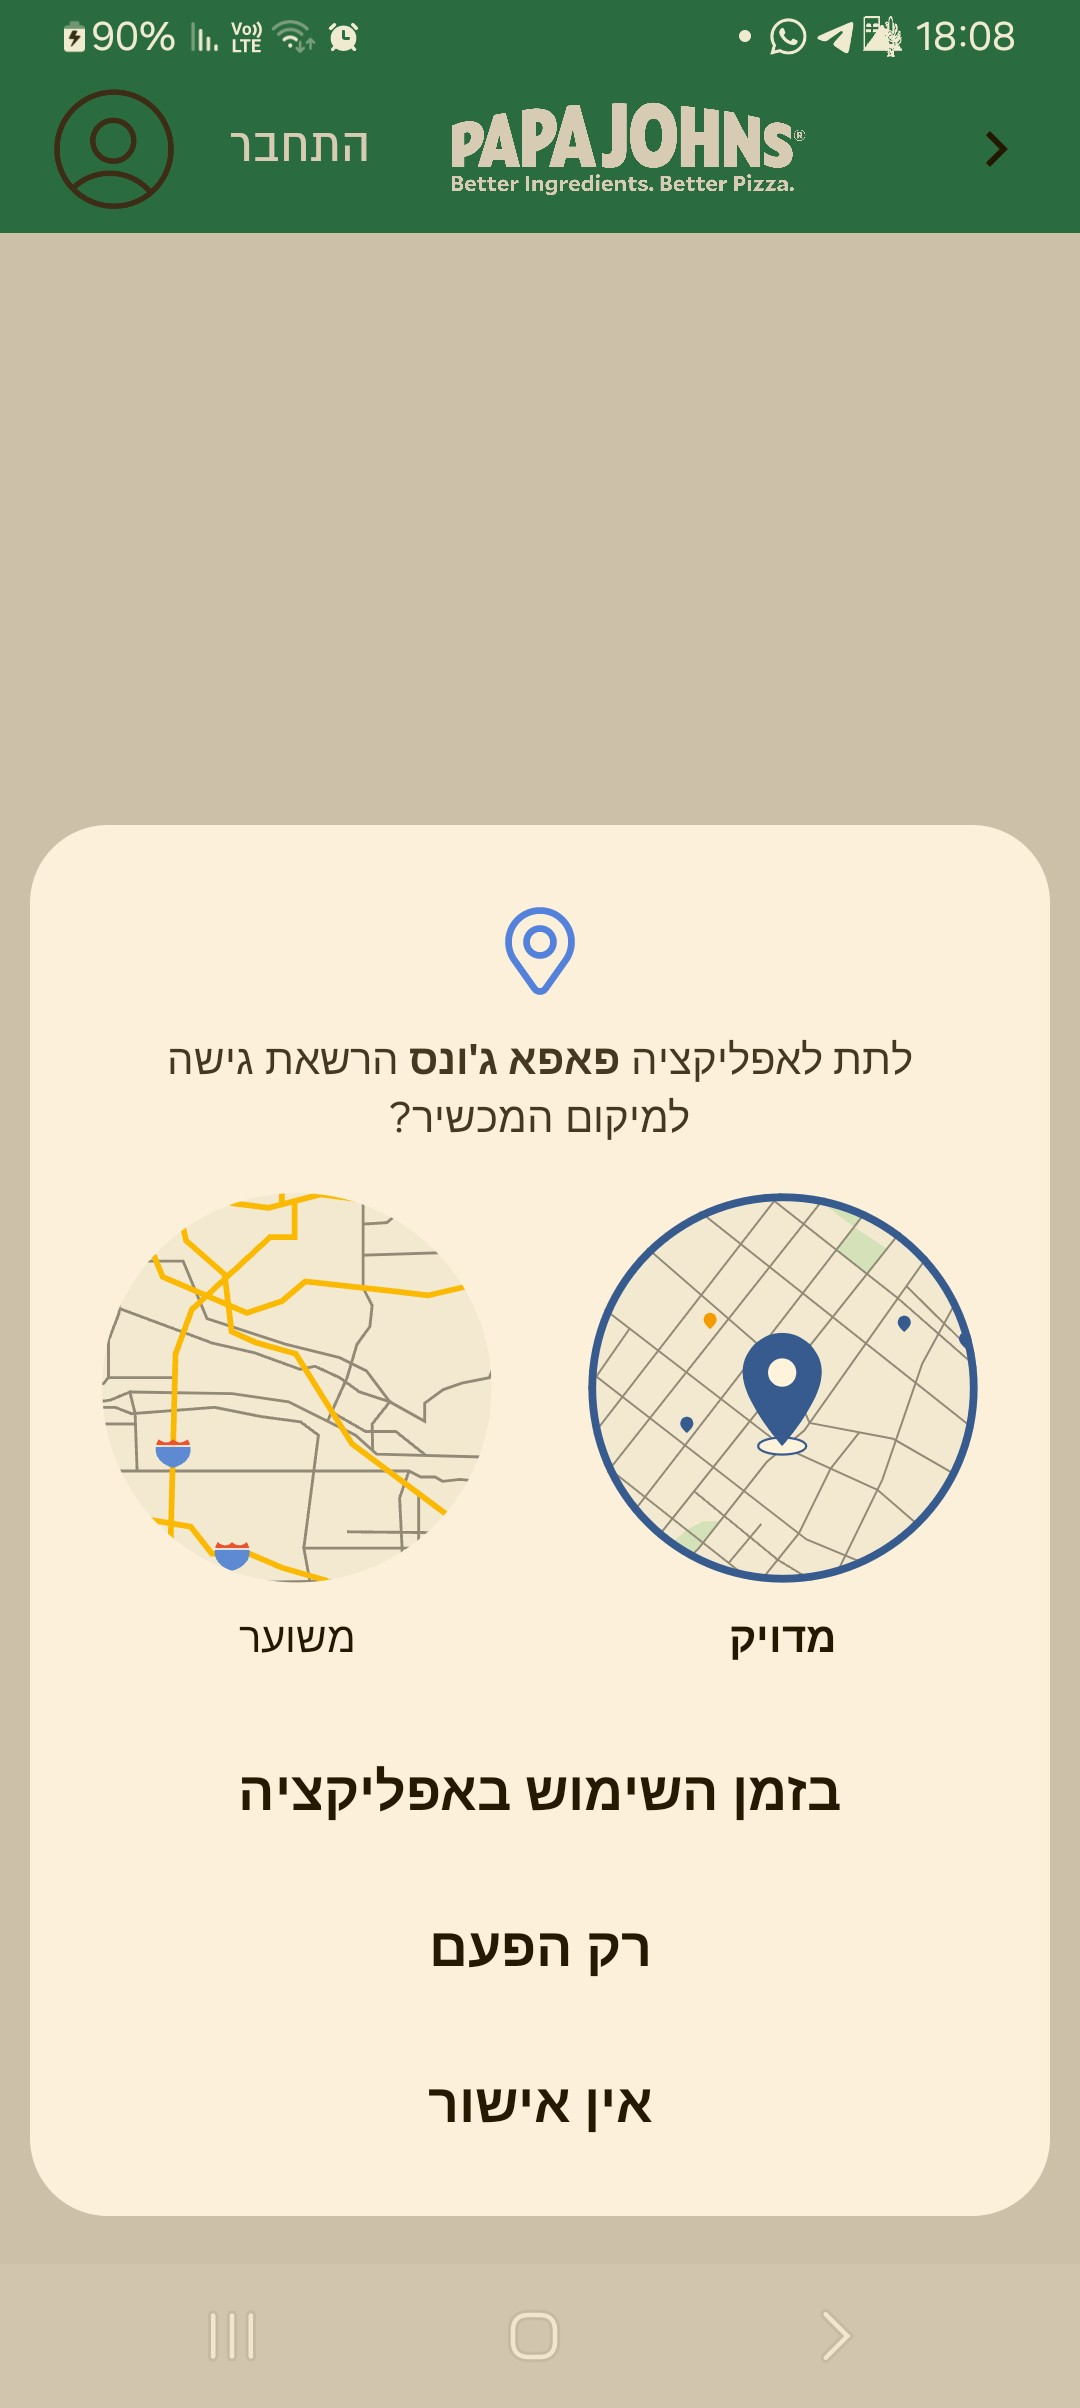 90% Vo)) LTE 18:08
התחבר
PAPA JOHNS®
Better Ingredients. Better Pizza.
לתת לאפליקציה פאפא ג'ונס הרשאת גישה
למיקום המכשיר?
מדויק
משוער
בזמן השימוש באפליקציה
רק הפעם
אין אישור